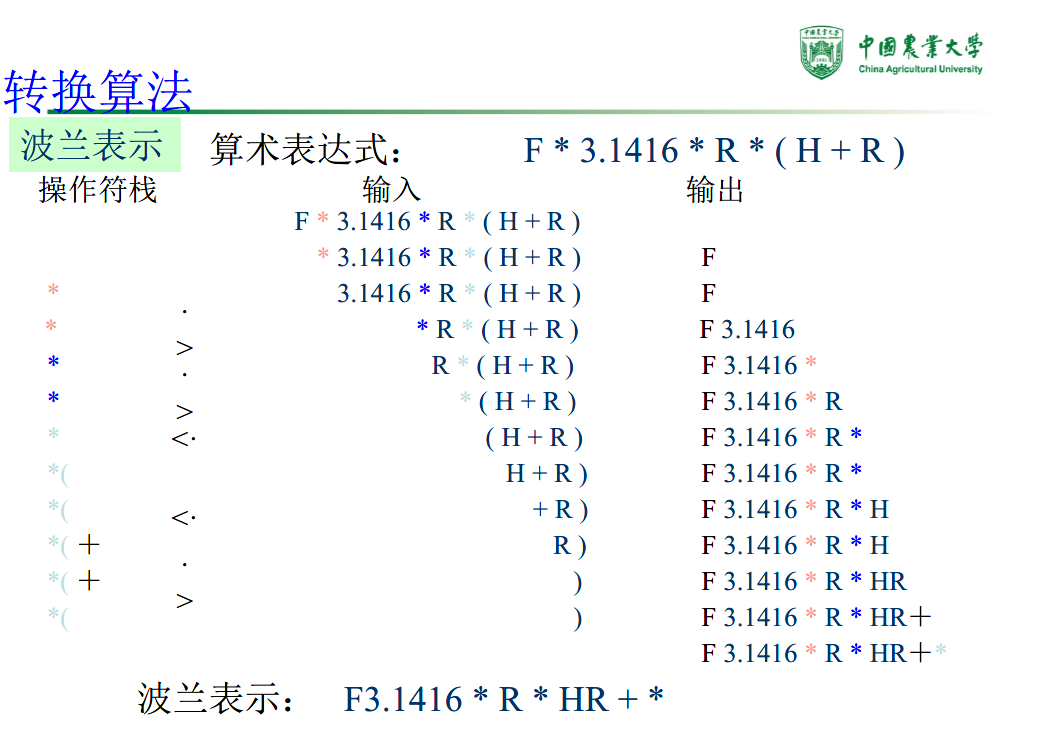 中國農業大學
China Agricultural University
转换算法
波兰表示 算术表达式： F * 3.1416 * R * ( H + R )
操作符栈 输入 输出
F * 3.1416 * R * ( H + R )
* 3.1416 * R * ( H + R ) F
* 3.1416 * R * ( H + R ) F
* ·> * R * ( H + R ) F 3.1416
* R * ( H + R ) F 3.1416 *
* ·> * ( H + R ) F 3.1416 * R
* <· ( H + R ) F 3.1416 * R *
*( H + R ) F 3.1416 * R *
*( <· + R ) F 3.1416 * R * H
*( + R ) F 3.1416 * R * H
*( + ·> ) F 3.1416 * R * HR
*( ) F 3.1416 * R * HR+
F 3.1416 * R * HR+*
波兰表示： F3.1416 * R * HR + *